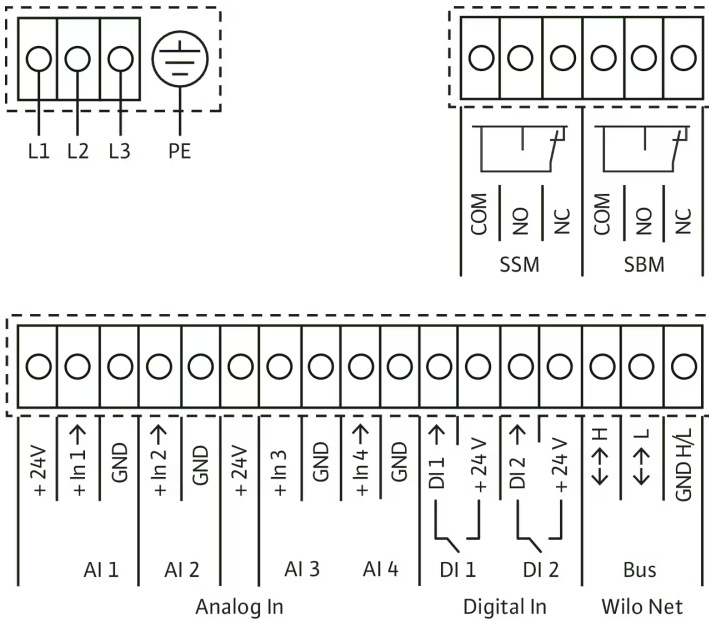 L1 L2 L3 PE
COM NO NC COM NO NC
SSM SBM
+ 24V + In 1 → GND + In 2 → GND + 24V + In 3 GND + In 4 → GND DI 1 → + 24 V DI 2 → + 24 V ←→ H ←→ L GND H/L
AI 1 AI 2 AI 3 AI 4 DI 1 DI 2 Bus
Analog In Digital In Wilo Net